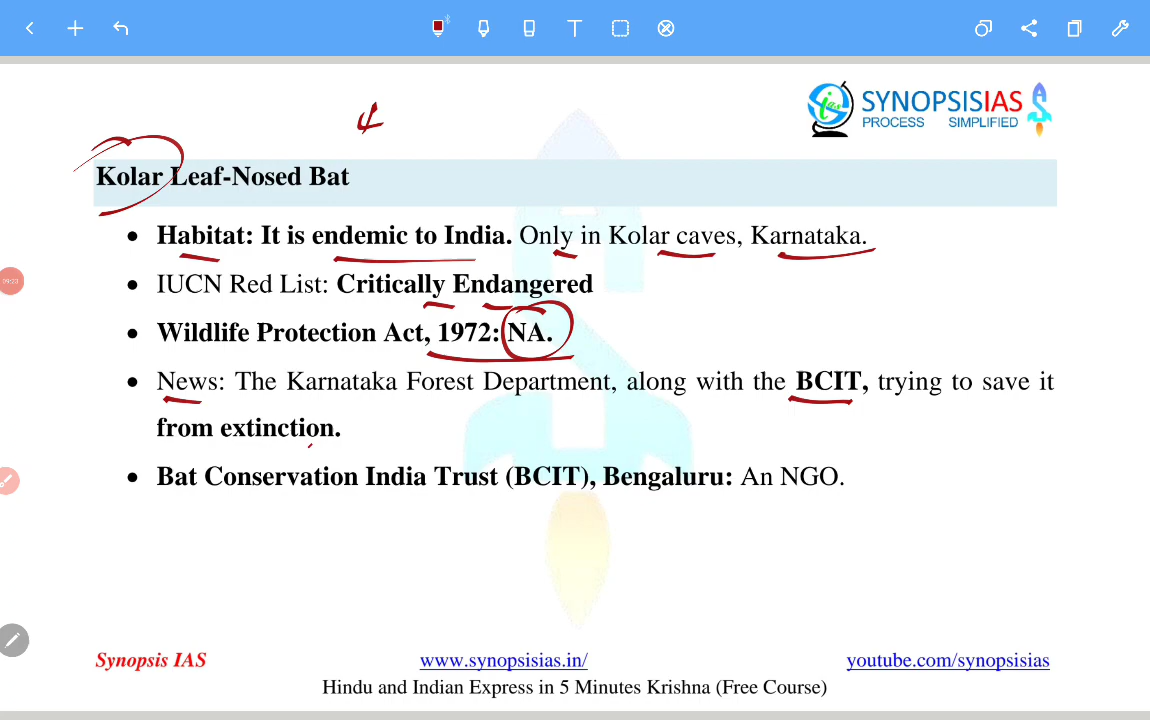 SYNOPSISIAS
PROCESS SIMPLIFIED
4
Kolar Leaf-Nosed Bat
• Habitat: It is endemic to India. Only in Kolar caves, Karnataka.
• IUCN Red List: Critically Endangered
• Wildlife Protection Act, 1972: NA.
• News: The Karnataka Forest Department, along with the BCIT, trying to save it
from extinction.
• Bat Conservation India Trust (BCIT), Bengaluru: An NGO.
Synopsis IAS www.synopsisias.in/ youtube.com/synopsisias
Hindu and Indian Express in 5 Minutes Krishna (Free Course)